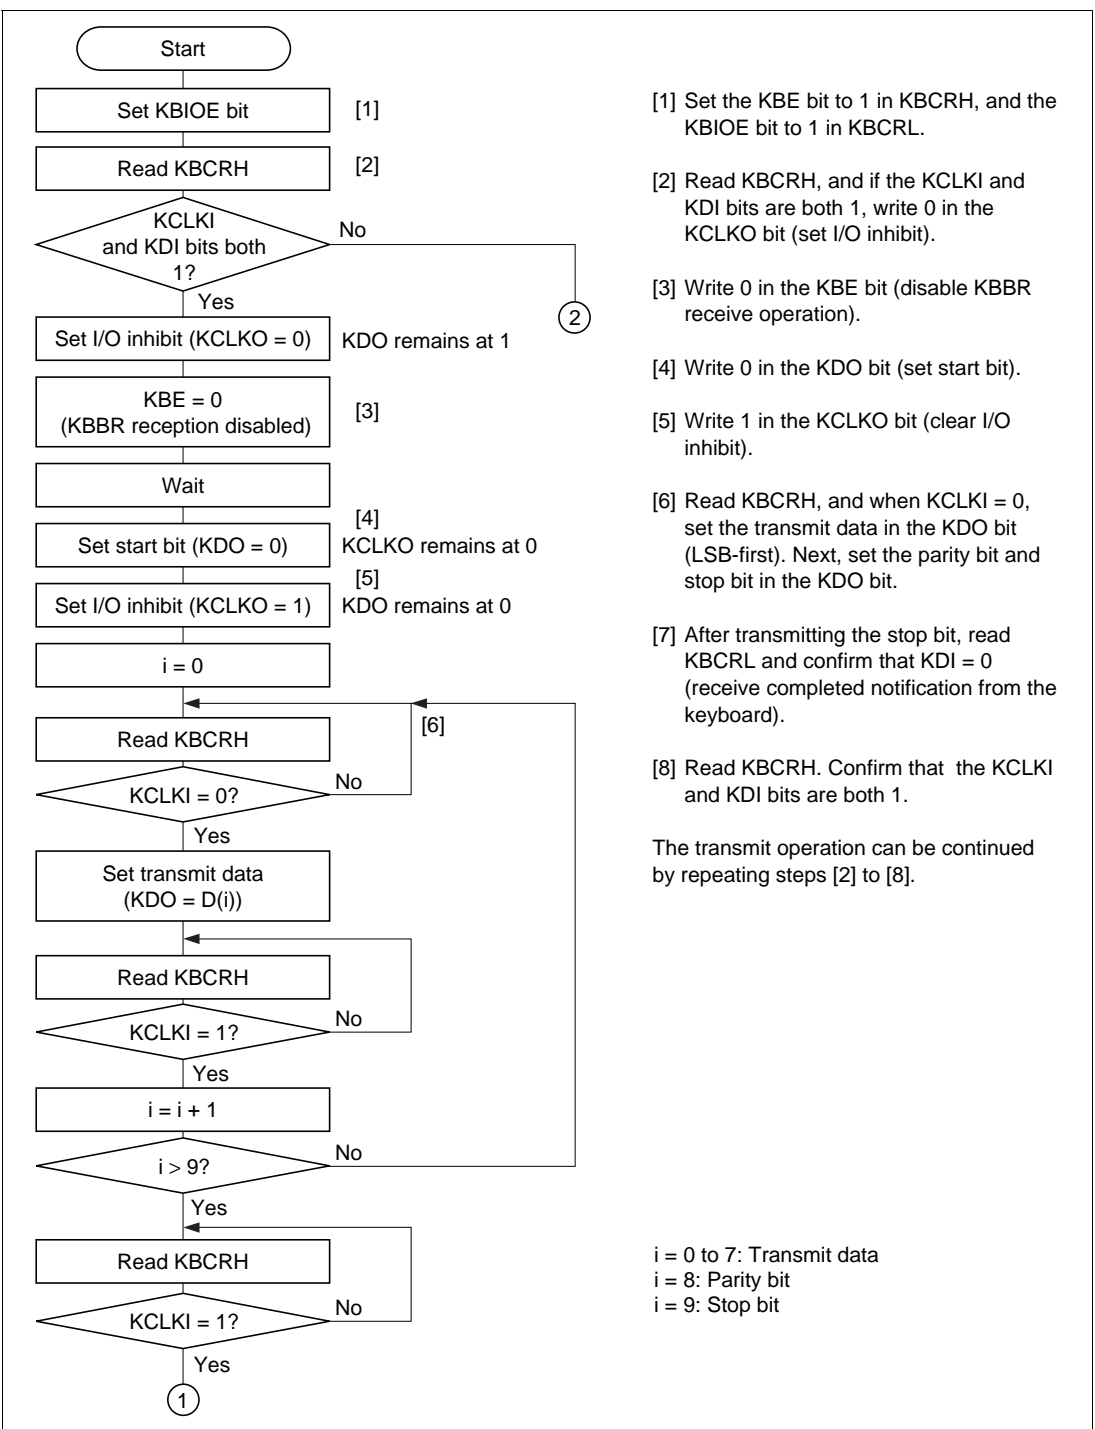 Start
Set KBIOE bit
[1]
Read KBCRH
[2]
KCLKI
and KDI bits both
1?
No
Yes
2
Set I/O inhibit (KCLKO = 0)
KDO remains at 1
KBE = 0
(KBBR reception disabled)
[3]
Wait
[4]
Set start bit (KDO = 0)
KCLKO remains at 0
[5]
Set I/O inhibit (KCLKO = 1)
KDO remains at 0
i = 0
[6]
Read KBCRH
No
KCLKI = 0?
Yes
Set transmit data
(KDO = D(i))
Read KBCRH
No
KCLKI = 1?
Yes
i = i + 1
No
i > 9?
Yes
Read KBCRH
No
KCLKI = 1?
Yes
1
[1] Set the KBE bit to 1 in KBCRH, and the
KBIOE bit to 1 in KBCRL.
[2] Read KBCRH, and if the KCLKI and
KDI bits are both 1, write 0 in the
KCLKO bit (set I/O inhibit).
[3] Write 0 in the KBE bit (disable KBBR
receive operation).
[4] Write 0 in the KDO bit (set start bit).
[5] Write 1 in the KCLKO bit (clear I/O
inhibit).
[6] Read KBCRH, and when KCLKI = 0,
set the transmit data in the KDO bit
(LSB-first). Next, set the parity bit and
stop bit in the KDO bit.
[7] After transmitting the stop bit, read
KBCRL and confirm that KDI = 0
(receive completed notification from the
keyboard).
[8] Read KBCRH. Confirm that the KCLKI
and KDI bits are both 1.
The transmit operation can be continued
by repeating steps [2] to [8].
i = 0 to 7: Transmit data
i = 8: Parity bit
i = 9: Stop bit